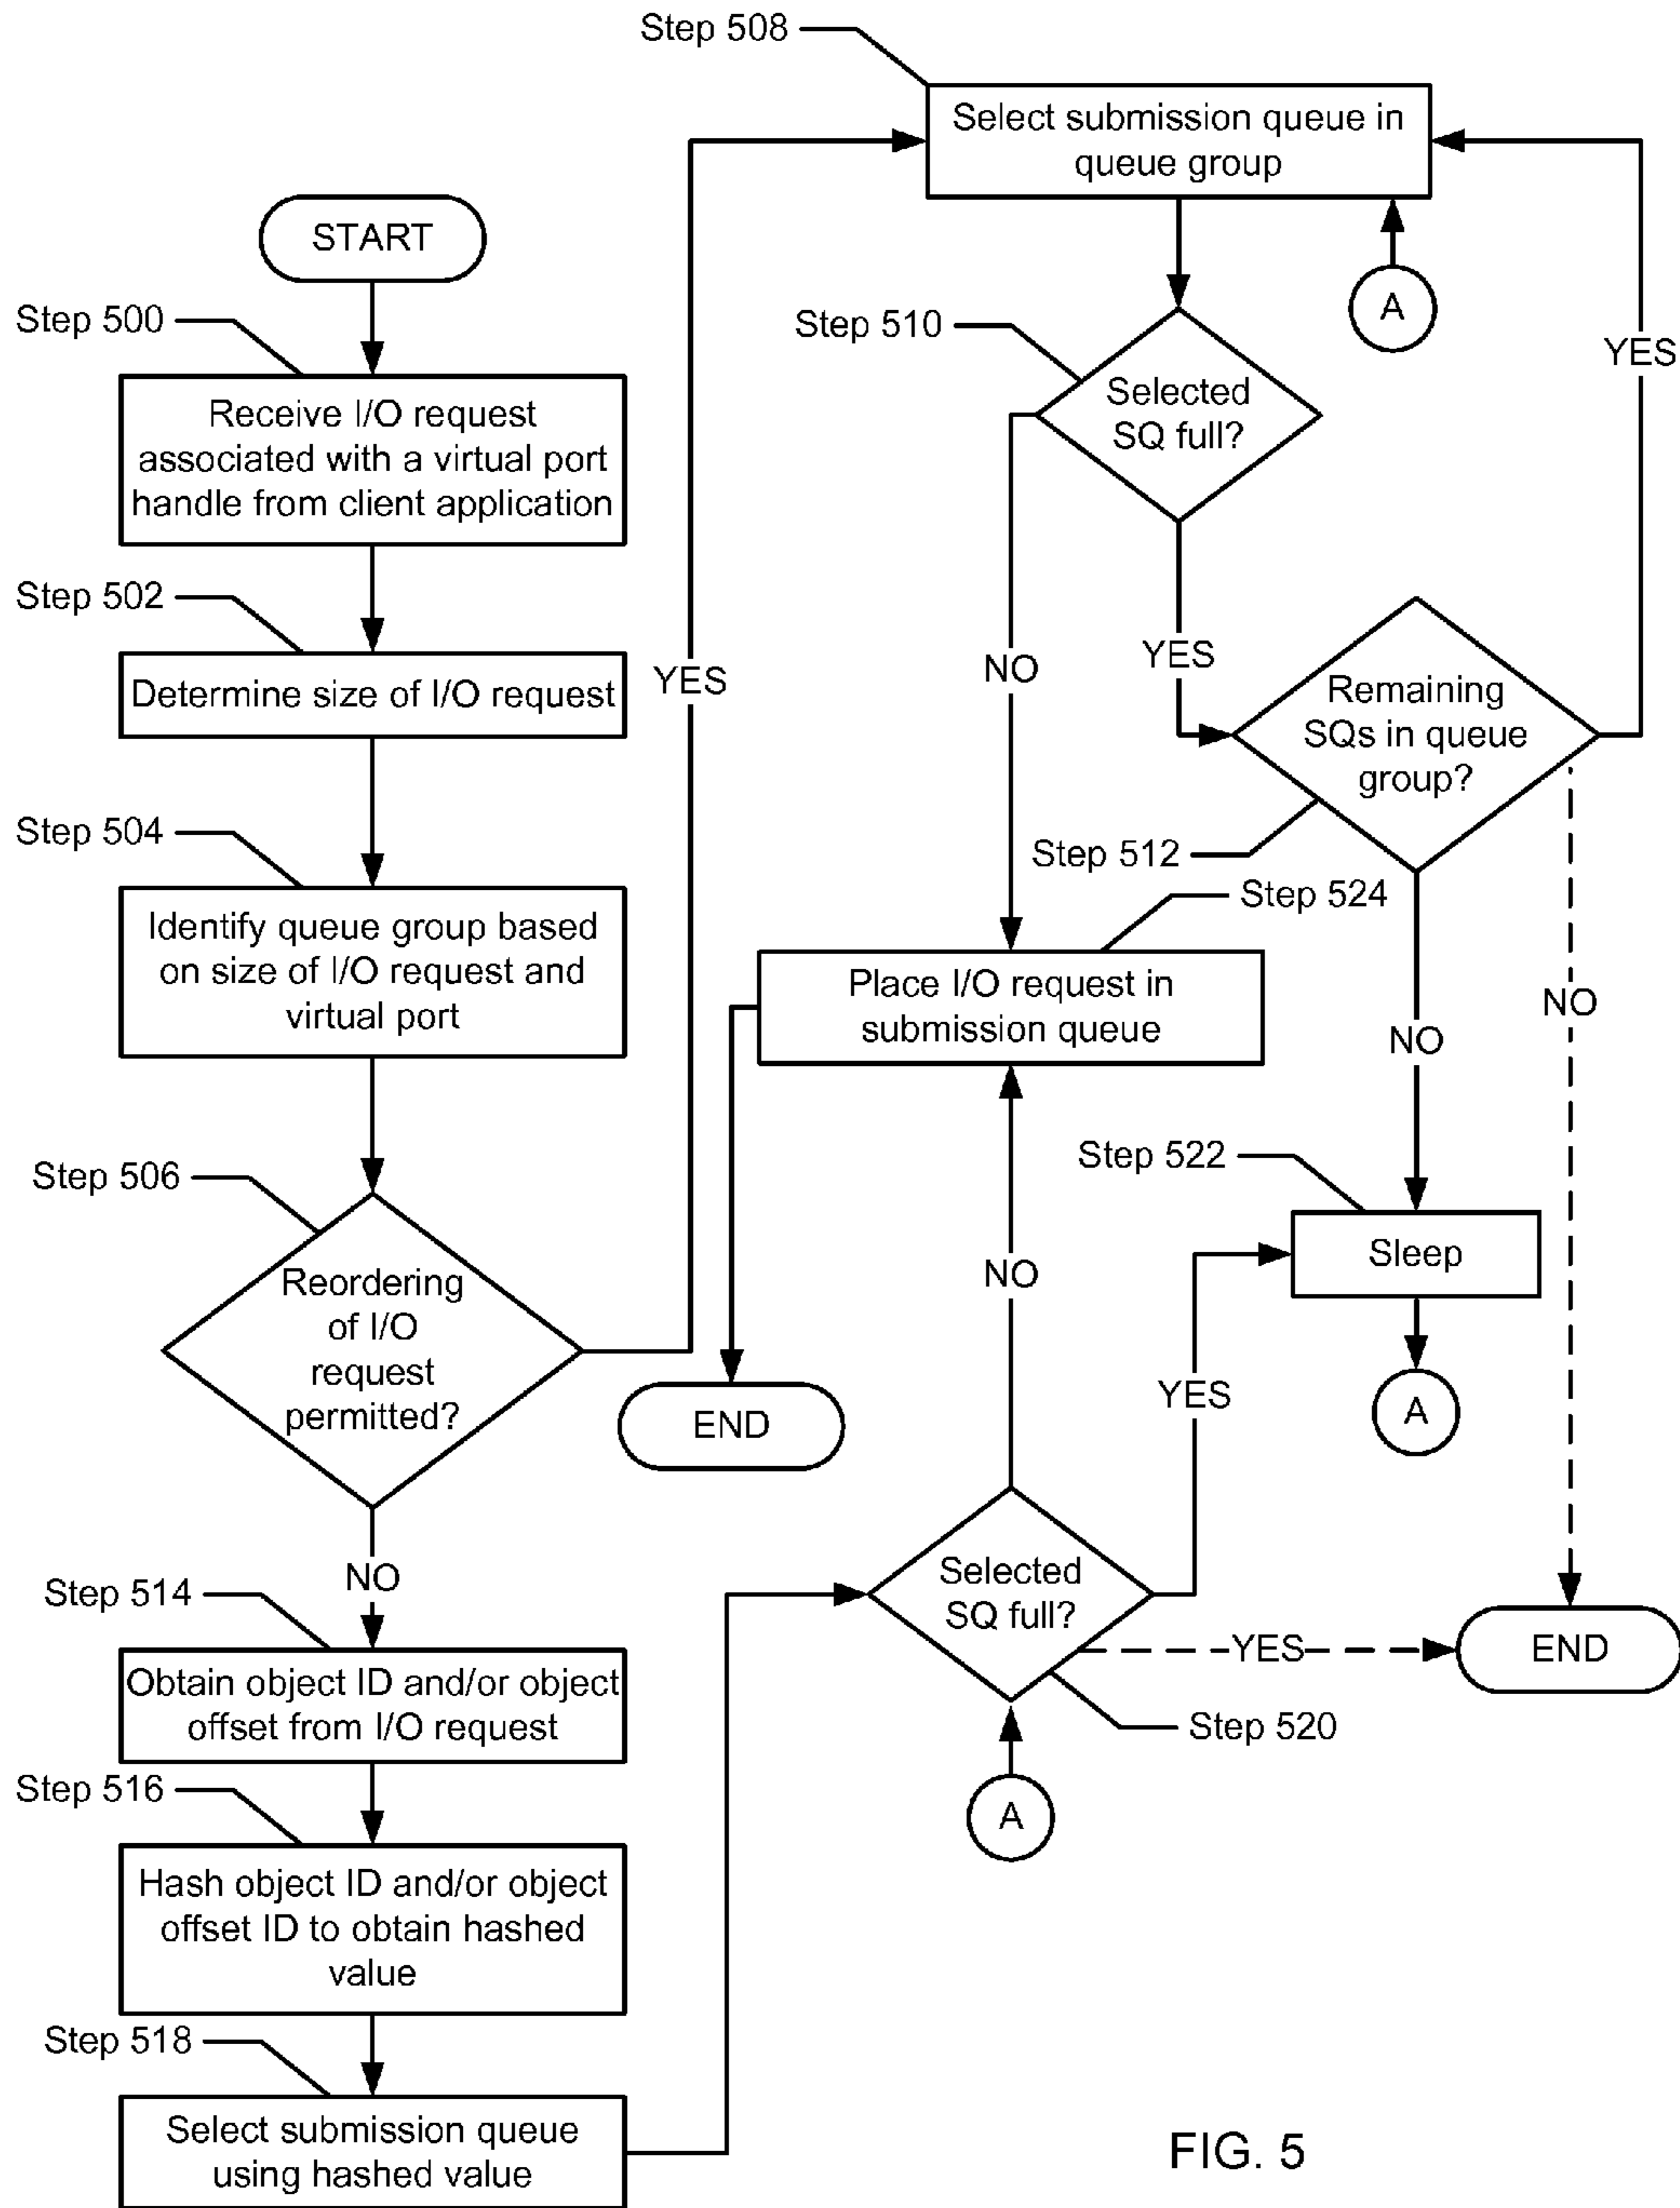 START
Step 500
Receive I/O request
associated with a virtual port
handle from client application
Step 502
Determine size of I/O request
Step 504
Identify queue group based
on size of I/O request and
virtual port
Step 506
Reordering
of I/O
request
permitted?
YES
NO
Step 514
Obtain object ID and/or object
offset from I/O request
Step 516
Hash object ID and/or object
offset ID to obtain hashed
value
Step 518
Select submission queue
using hashed value
Step 508
Select submission queue in
queue group
A
Step 510
Selected
SQ full?
NO
YES
Remaining
SQs in queue
group?
YES
Step 512
NO
NO
Step 524
Place I/O request in
submission queue
END
Step 522
Sleep
A
NO
YES
Selected
SQ full?
YES
END
Step 520
A
FIG. 5